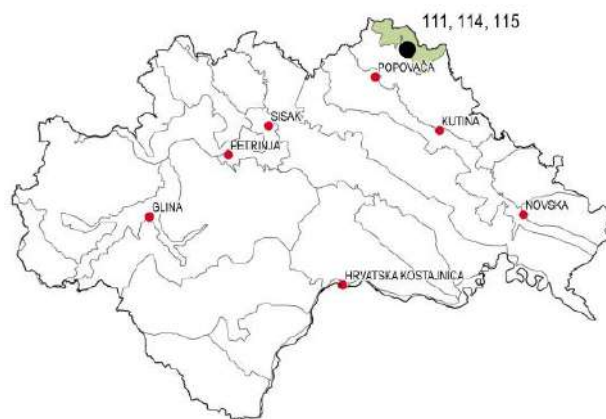 111, 114, 115
POPOVAČA
SISAK
KUTINA
PETRINJA
GLINA
NOVSKA
HRVATSKA KOSTAJNICA